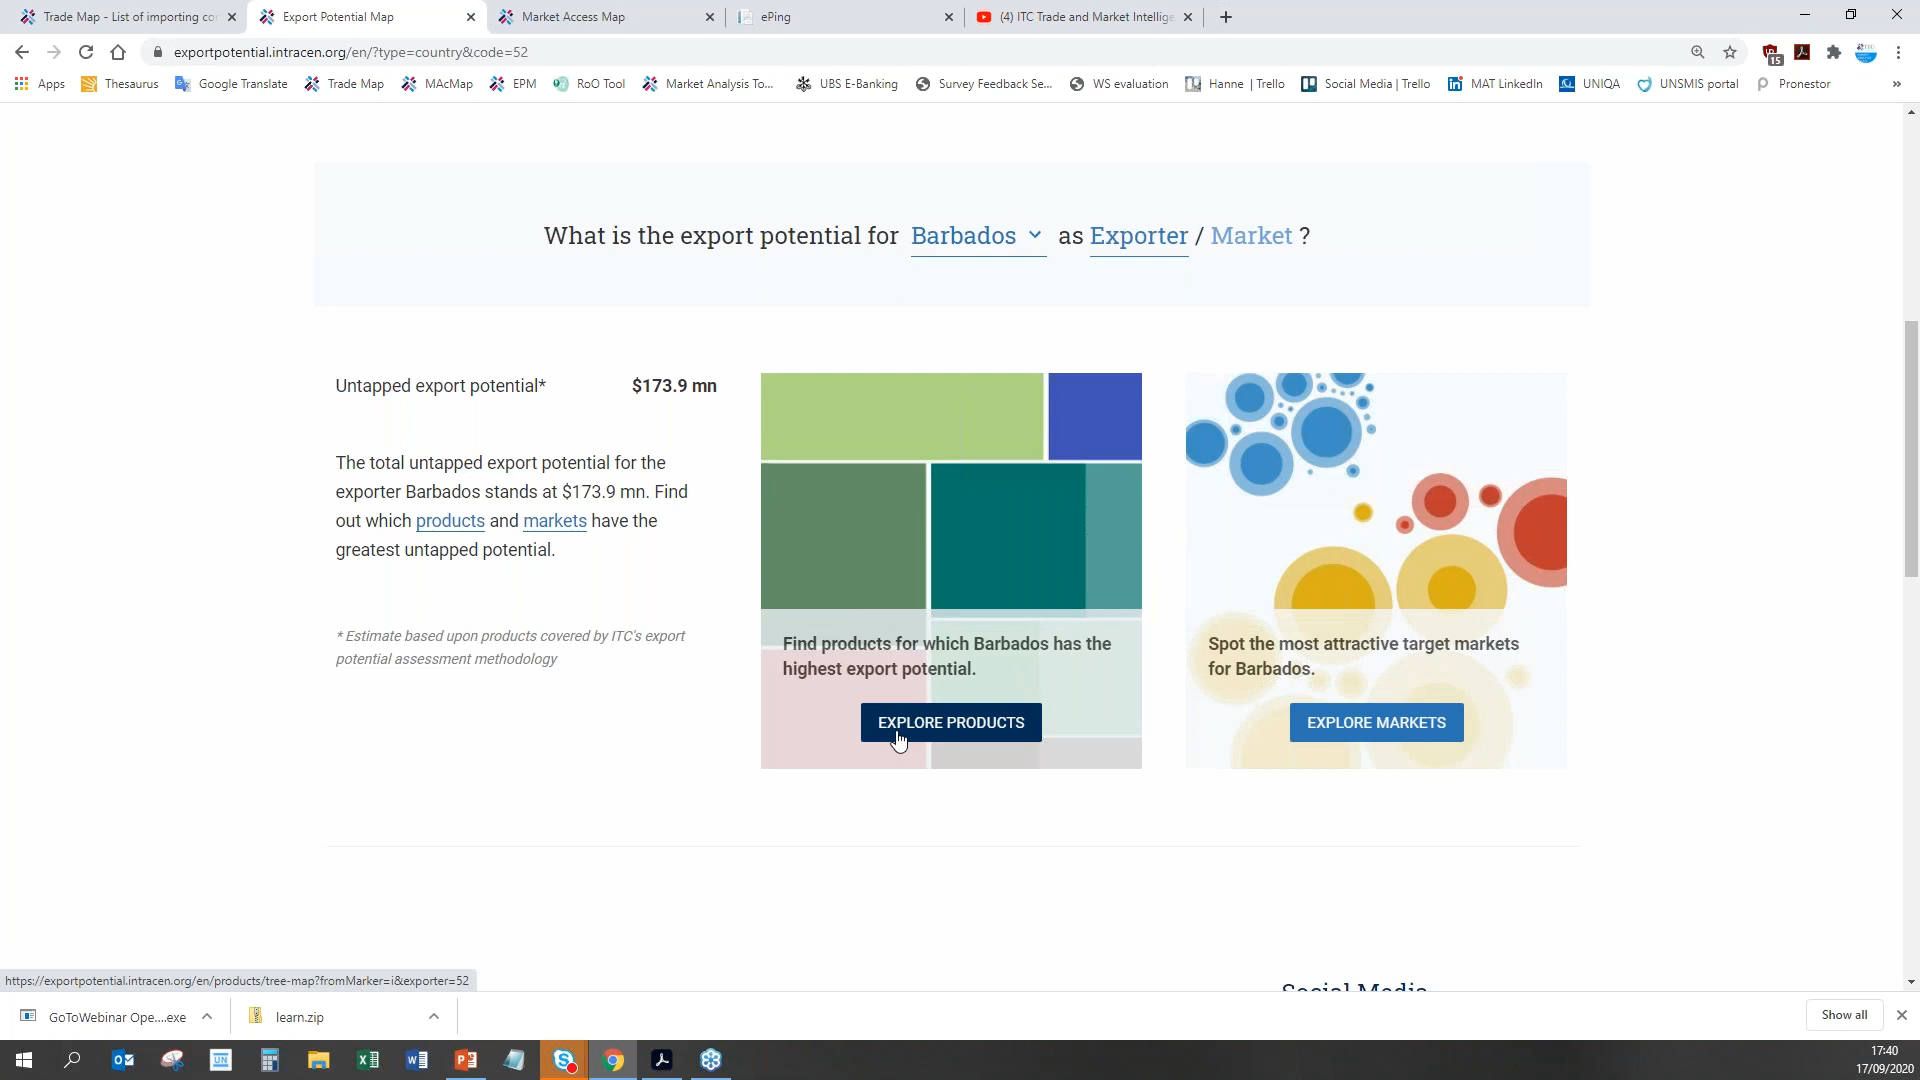 Trade Map - List of importing co
Export Potential Map
Market Access Map
ePing
(4) ITC Trade and Market Intellige
exportpotential.intracen.org/en/?type=country&code=52
15
Apps
Thesaurus
Google Translate
Trade Map
MAcMap
EPM
RoO Tool
Market Analysis To...
UBS E-Banking
Survey Feedback Se...
WS evaluation
Hanne | Trello
Social Media | Trello
MAT LinkedIn
UNIQA
UNSMIS portal
Pronestor
»
What is the export potential for Barbados as Exporter / Market ?
Untapped export potential* $173.9 mn
The total untapped export potential for the
exporter Barbados stands at $173.9 mn. Find
out which products and markets have the
greatest untapped potential.
* Estimate based upon products covered by ITC's export
potential assessment methodology
Find products for which Barbados has the
highest export potential.
EXPLORE PRODUCTS
Spot the most attractive target markets
for Barbados.
EXPLORE MARKETS
Social Media
https://exportpotential.intracen.org/en/products/tree-map?fromMarker=i&exporter=52
GoToWebinar Ope....exe
learn.zip
Show all
17:40
17/09/2020